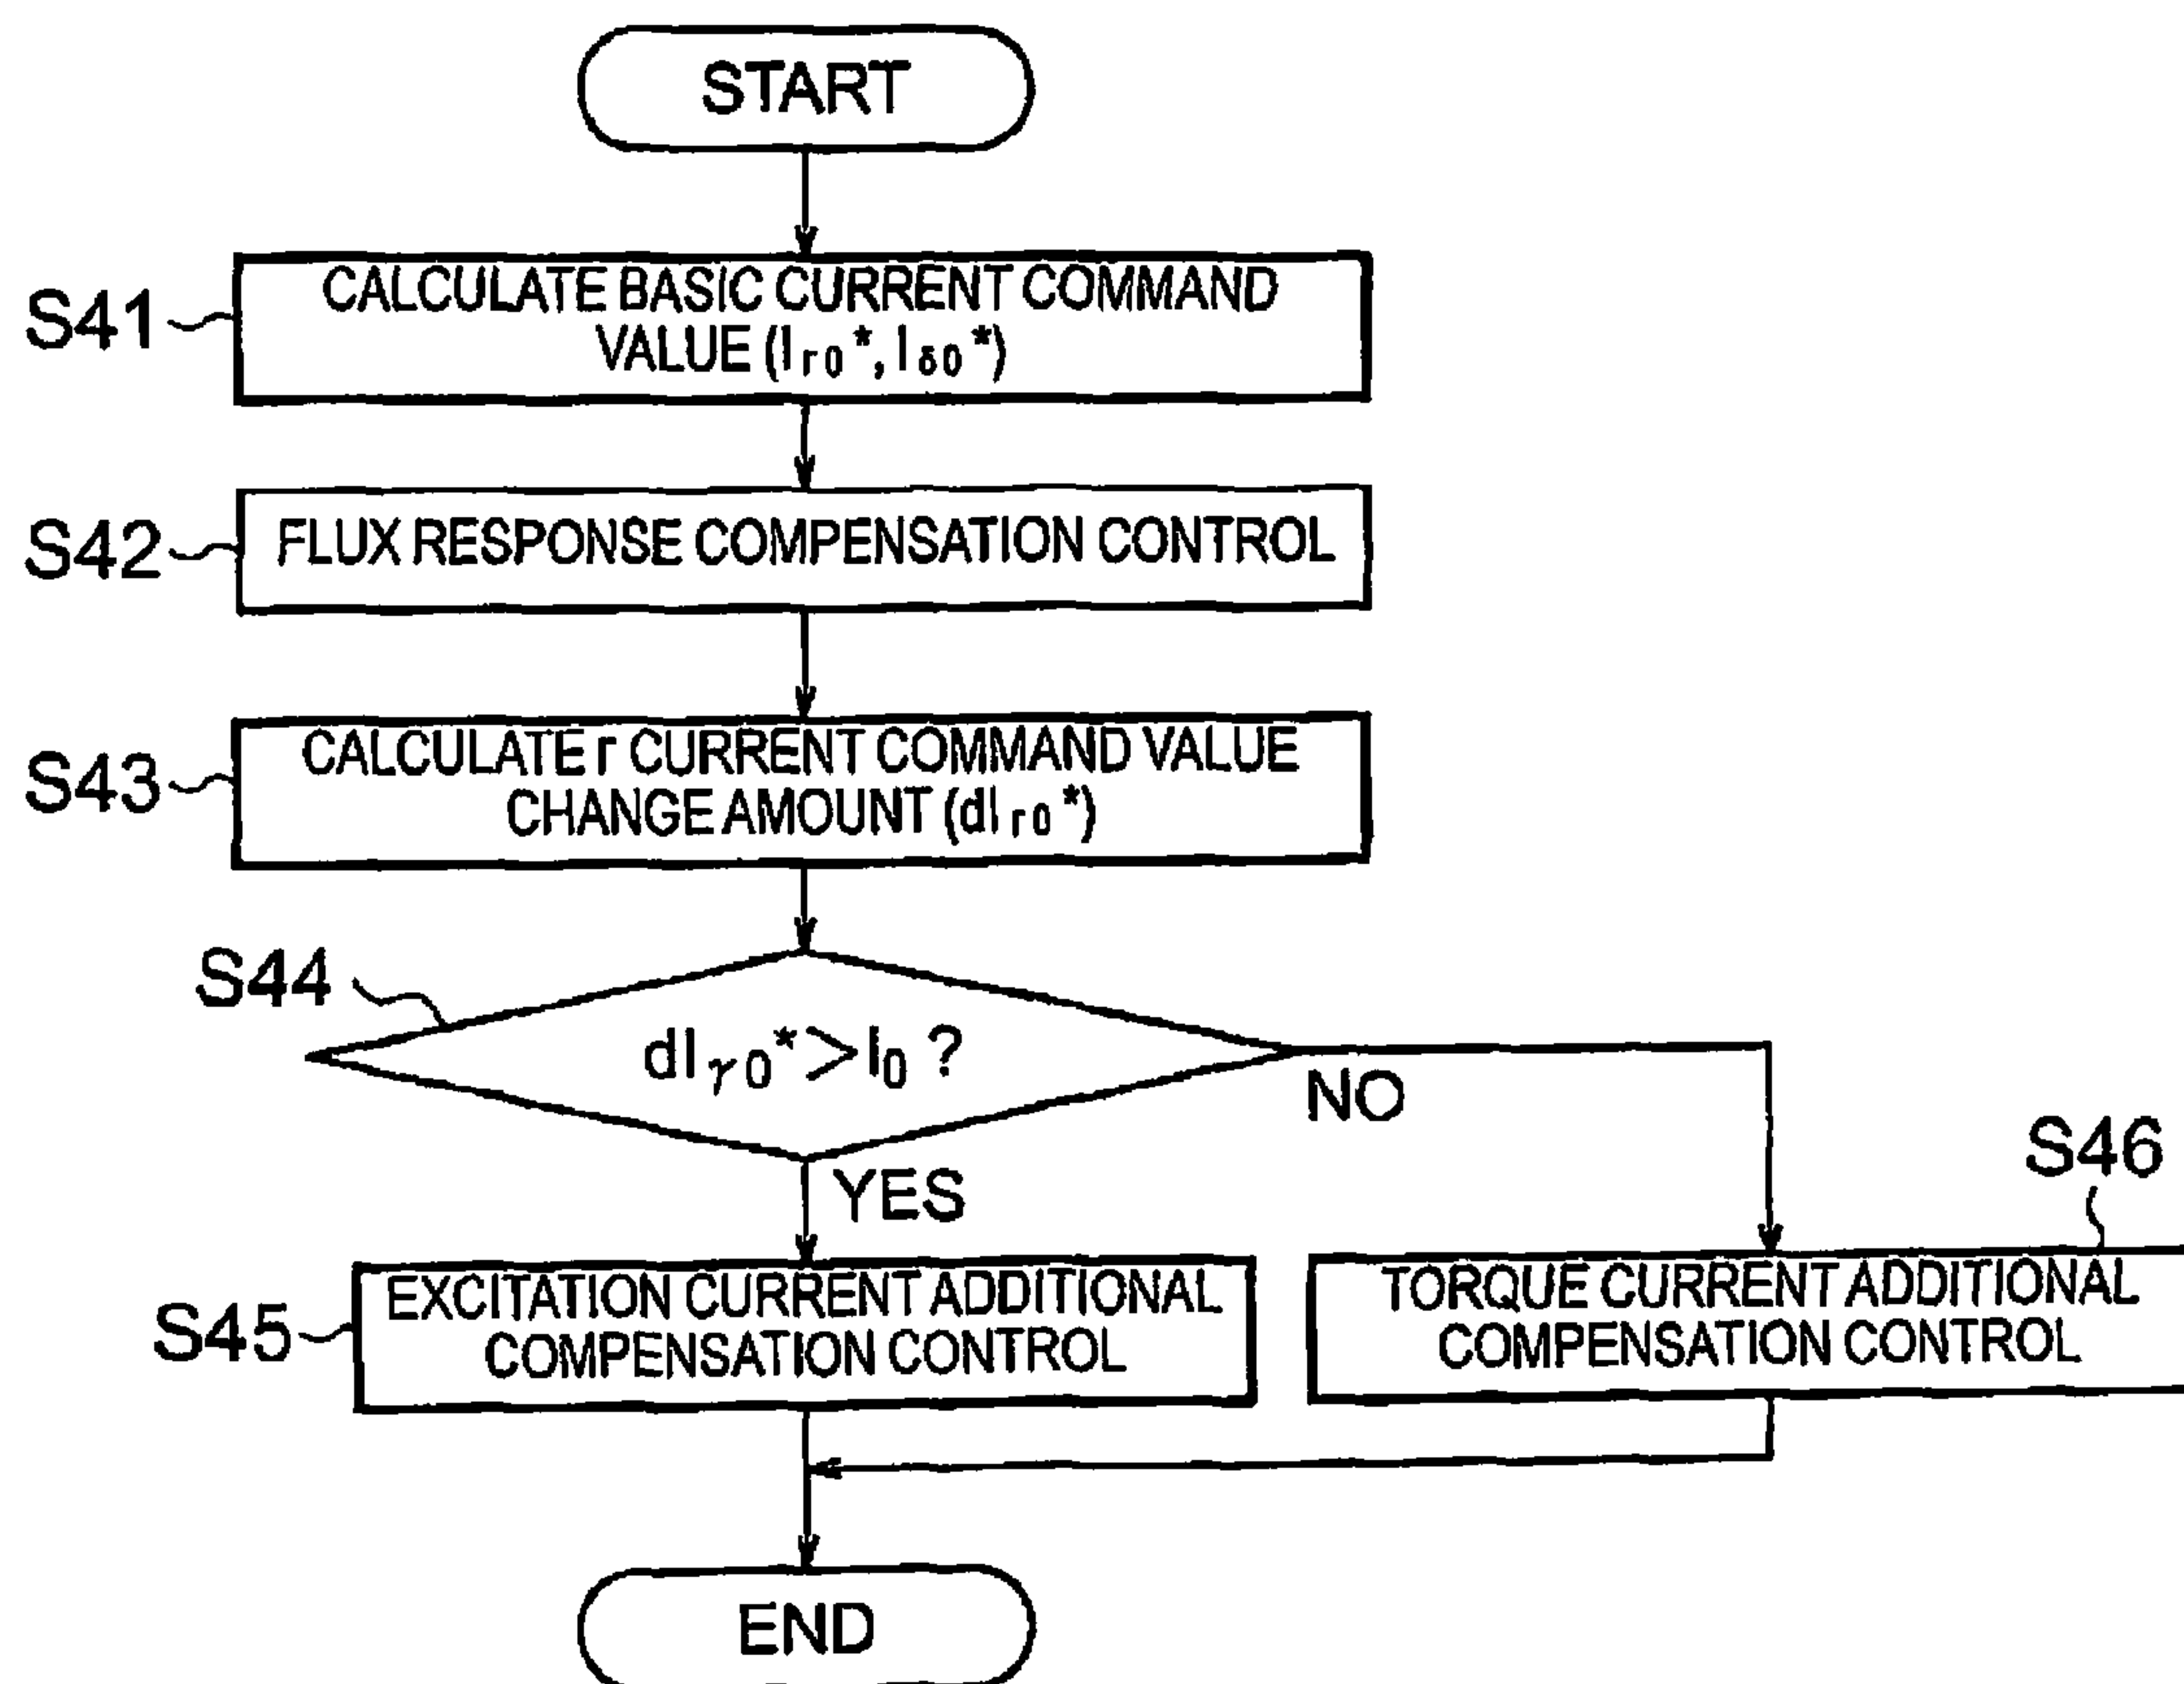 START
S41
CALCULATE BASIC CURRENT COMMAND
VALUE (Iγ0*, Iδ0*)
S42
FLUX RESPONSE COMPENSATION CONTROL
S43
CALCULATE γ CURRENT COMMAND VALUE
CHANGE AMOUNT (dIγ0*)
S44
dIγ0*>I0 ?
NO
YES
S45
EXCITATION CURRENT ADDITIONAL
COMPENSATION CONTROL
S46
TORQUE CURRENT ADDITIONAL
COMPENSATION CONTROL
END